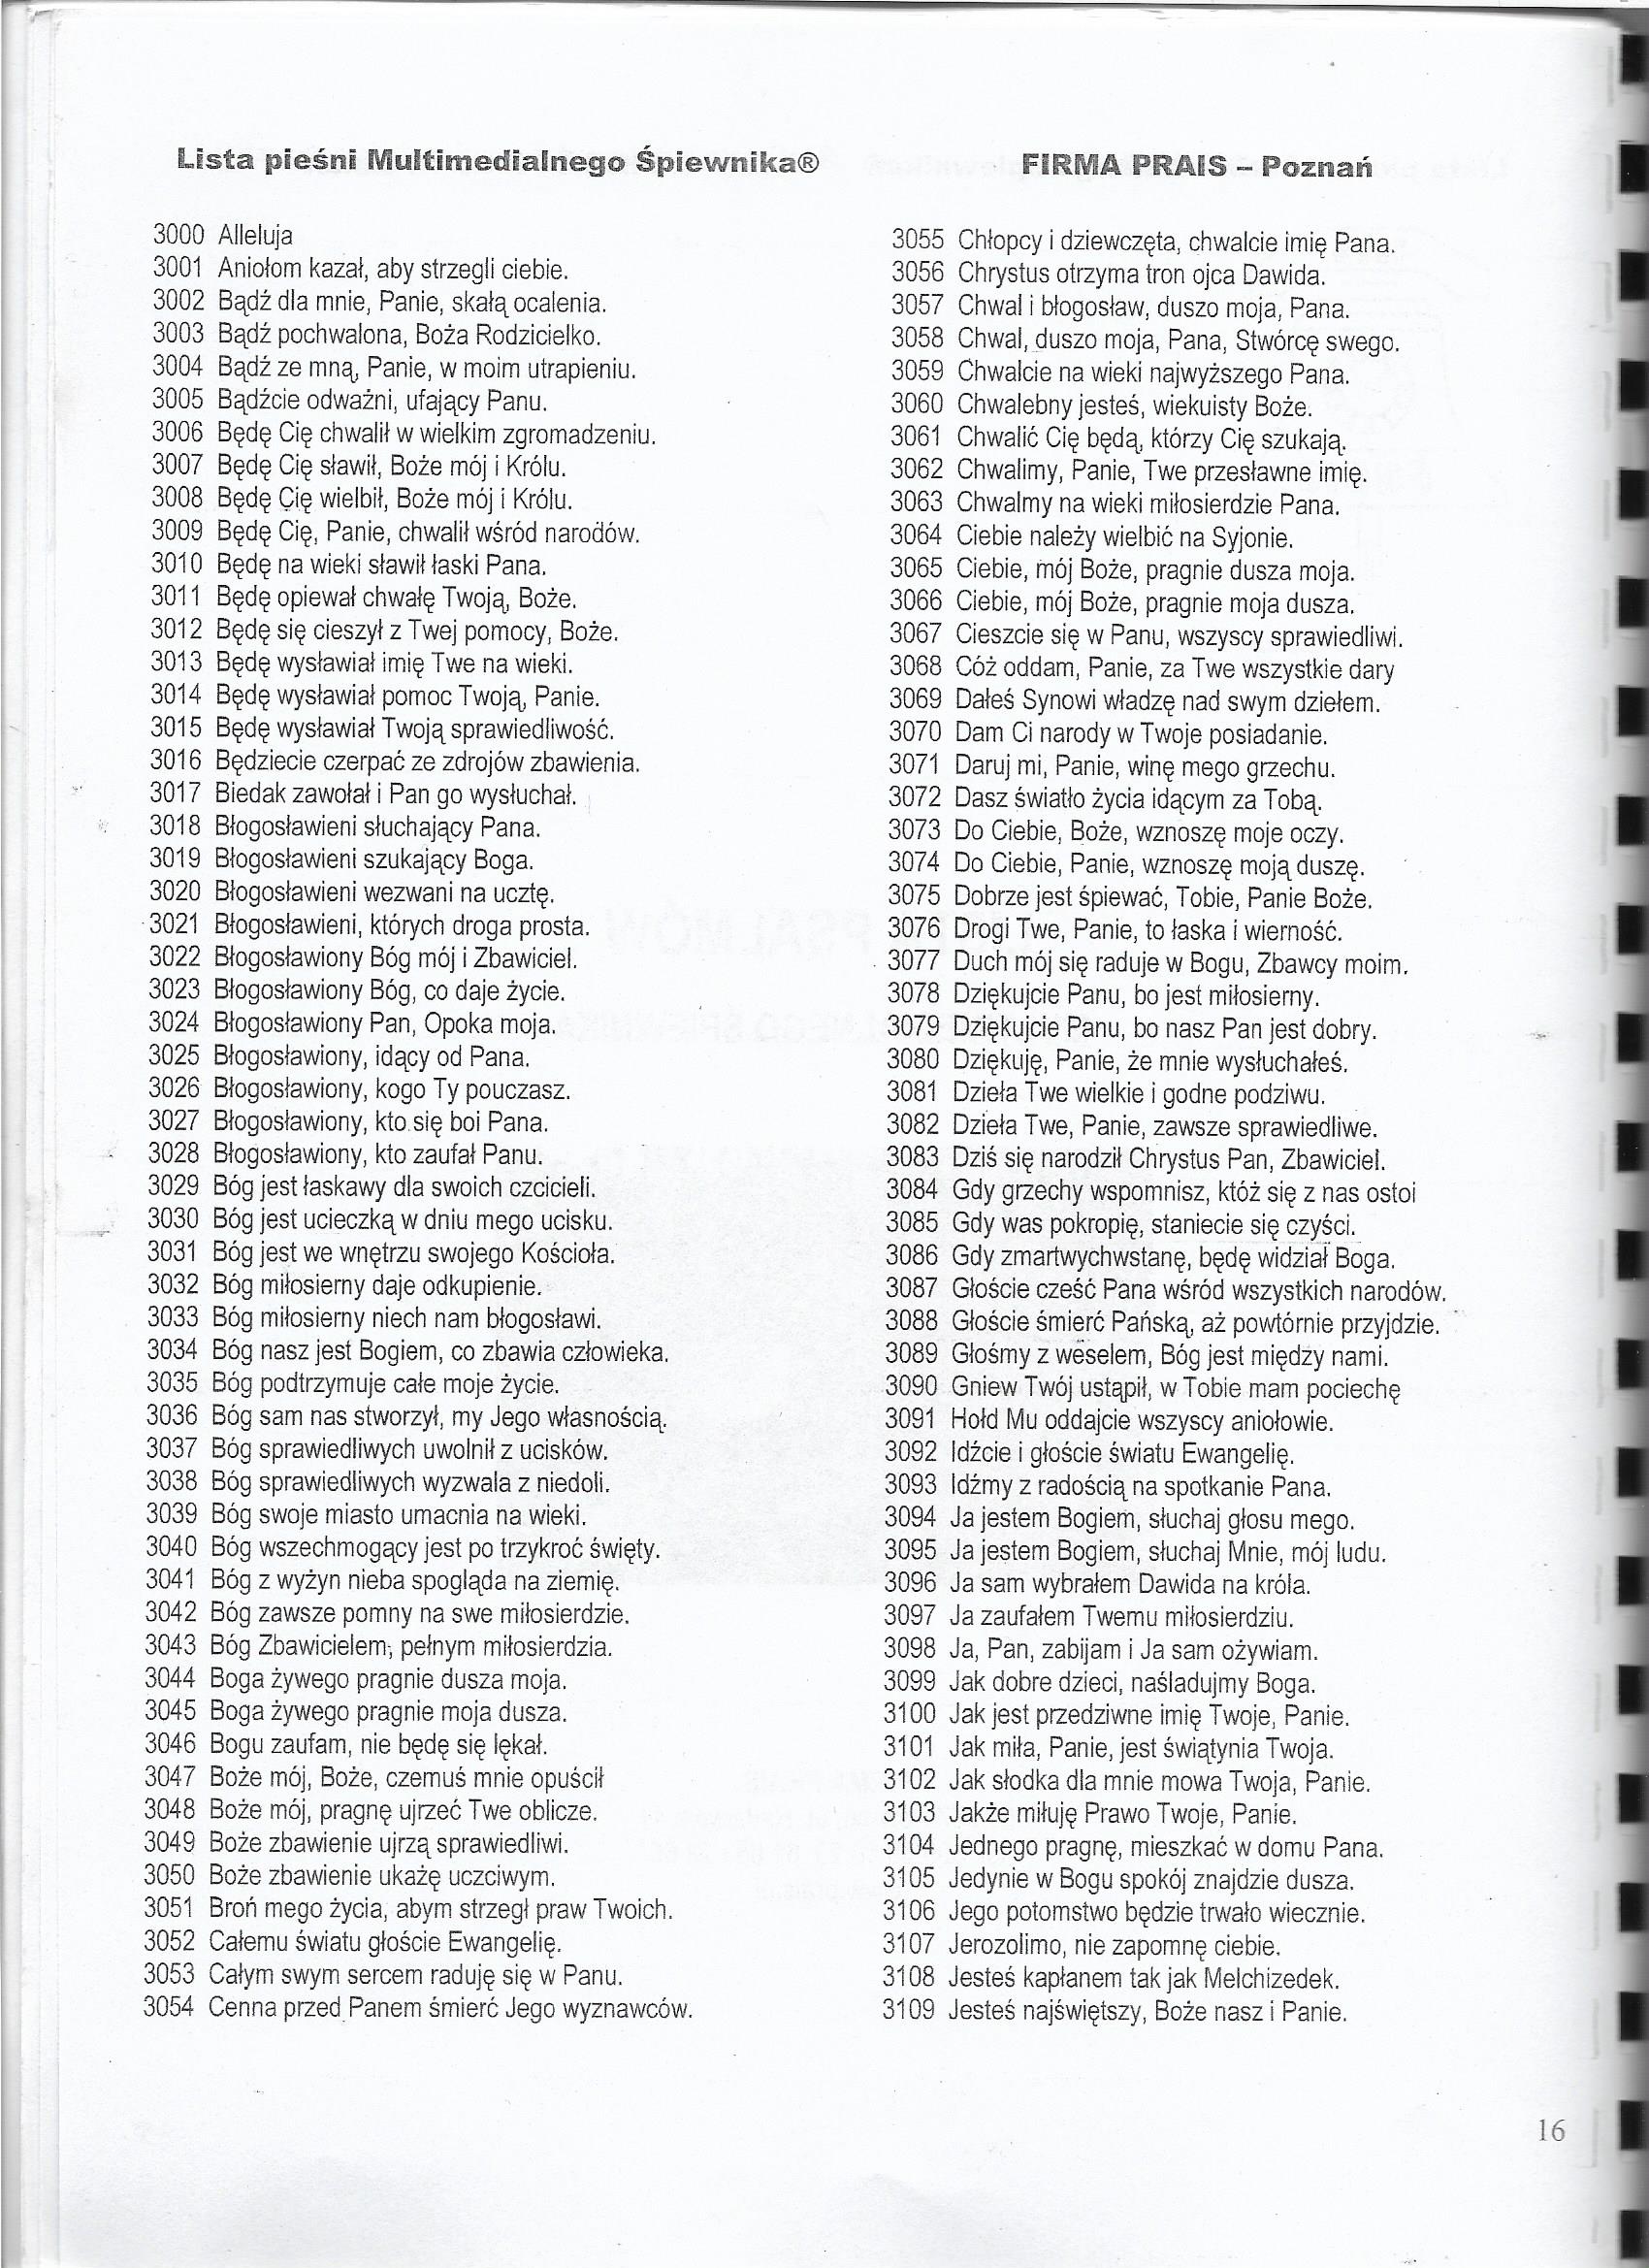 Lista pieśni Multimedialnego Śpiewnika®
FIRMA PRAIS – Poznań
3000 Alleluja
3001 Aniołom kazał, aby strzegli ciebie.
3002 Bądź dla mnie, Panie, skałą ocalenia.
3003 Bądź pochwalona, Boża Rodzicielko.
3004 Bądź ze mną, Panie, w moim utrapieniu.
3005 Bądźcie odważni, ufający Panu.
3006 Będę Cię chwalił w wielkim zgromadzeniu.
3007 Będę Cię sławił, Boże mój i Królu.
3008 Będę Cię wielbił, Boże mój i Królu.
3009 Będę Cię, Panie, chwalił wśród narodów.
3010 Będę na wieki sławił łaski Pana.
3011 Będę opiewał chwałę Twoją, Boże.
3012 Będę się cieszył z Twej pomocy, Boże.
3013 Będę wysławiał imię Twe na wieki.
3014 Będę wysławiał pomoc Twoją, Panie.
3015 Będę wysławiał Twoją sprawiedliwość.
3016 Będziecie czerpać ze zdrojów zbawienia.
3017 Biedak zawołał i Pan go wysłuchał.
3018 Błogosławieni słuchający Pana.
3019 Błogosławieni szukający Boga.
3020 Błogosławieni wezwani na ucztę.
3021 Błogosławieni, których droga prosta.
3022 Błogosławiony Bóg mój i Zbawiciel.
3023 Błogosławiony Bóg, co daje życie.
3024 Błogosławiony Pan, Opoka moja.
3025 Błogosławiony, idący od Pana.
3026 Błogosławiony, kogo Ty pouczasz.
3027 Błogosławiony, kto się boi Pana.
3028 Błogosławiony, kto zaufał Panu.
3029 Bóg jest łaskawy dla swoich czcicieli.
3030 Bóg jest ucieczką w dniu mego ucisku.
3031 Bóg jest we wnętrzu swojego Kościoła.
3032 Bóg miłosierny daje odkupienie.
3033 Bóg miłosierny niech nam błogosławi.
3034 Bóg nasz jest Bogiem, co zbawia człowieka.
3035 Bóg podtrzymuje całe moje życie.
3036 Bóg sam nas stworzył, my Jego własnością.
3037 Bóg sprawiedliwych uwolnił z ucisków.
3038 Bóg sprawiedliwych wyzwala z niedoli.
3039 Bóg swoje miasto umacnia na wieki.
3040 Bóg wszechmogący jest po trzykroć święty.
3041 Bóg z wyżyn nieba spogląda na ziemię.
3042 Bóg zawsze pomny na swe miłosierdzie.
3043 Bóg Zbawicielem, pełnym miłosierdzia.
3044 Boga żywego pragnie dusza moja.
3045 Boga żywego pragnie moja dusza.
3046 Bogu zaufam, nie będę się lękał.
3047 Boże mój, Boże, czemuś mnie opuścił
3048 Boże mój, pragnę ujrzeć Twe oblicze.
3049 Boże zbawienie ujrzą sprawiedliwi.
3050 Boże zbawienie ukażę uczciwym.
3051 Broń mego życia, abym strzegł praw Twoich.
3052 Całemu światu głoście Ewangelię.
3053 Całym swym sercem raduję się w Panu.
3054 Cenna przed Panem śmierć Jego wyznawców.
3055 Chłopcy i dziewczęta, chwalcie imię Pana.
3056 Chrystus otrzyma tron ojca Dawida.
3057 Chwal i błogosław, duszo moja, Pana.
3058 Chwal, duszo moja, Pana, Stwórcę swego.
3059 Chwalcie na wieki najwyższego Pana.
3060 Chwalebny jesteś, wiekuisty Boże.
3061 Chwalić Cię będą, którzy Cię szukają.
3062 Chwalimy, Panie, Twe przesławne imię.
3063 Chwalmy na wieki miłosierdzie Pana.
3064 Ciebie należy wielbić na Syjonie.
3065 Ciebie, mój Boże, pragnie dusza moja.
3066 Ciebie, mój Boże, pragnie moja dusza.
3067 Cieszcie się w Panu, wszyscy sprawiedliwi.
3068 Cóż oddam, Panie, za Twe wszystkie dary
3069 Dałeś Synowi władzę nad swym dziełem.
3070 Dam Ci narody w Twoje posiadanie.
3071 Daruj mi, Panie, winę mego grzechu.
3072 Dasz światło życia idącym za Tobą.
3073 Do Ciebie, Boże, wznoszę moje oczy.
3074 Do Ciebie, Panie, wznoszę moją duszę.
3075 Dobrze jest śpiewać, Tobie, Panie Boże.
3076 Drogi Twe, Panie, to łaska i wierność.
3077 Duch mój się raduje w Bogu, Zbawcy moim.
3078 Dziękujcie Panu, bo jest miłosierny.
3079 Dziękujcie Panu, bo nasz Pan jest dobry.
3080 Dziękuję, Panie, że mnie wysłuchałeś.
3081 Dzieła Twe wielkie i godne podziwu.
3082 Dzieła Twe, Panie, zawsze sprawiedliwe.
3083 Dziś się narodził Chrystus Pan, Zbawiciel.
3084 Gdy grzechy wspomnisz, któż się z nas ostoi
3085 Gdy was pokropię, staniecie się czyści.
3086 Gdy zmartwychwstanę, będę widział Boga.
3087 Głoście cześć Pana wśród wszystkich narodów.
3088 Głoście śmierć Pańską, aż powtórnie przyjdzie.
3089 Głośmy z weselem, Bóg jest między nami.
3090 Gniew Twój ustąpił, w Tobie mam pociechę
3091 Hołd Mu oddajcie wszyscy aniołowie.
3092 Idźcie i głoście światu Ewangelię.
3093 Idźmy z radością na spotkanie Pana.
3094 Ja jestem Bogiem, słuchaj głosu mego.
3095 Ja jestem Bogiem, słuchaj Mnie, mój ludu.
3096 Ja sam wybrałem Dawida na króla.
3097 Ja zaufałem Twemu miłosierdziu.
3098 Ja, Pan, zabijam i Ja sam ożywiam.
3099 Jak dobre dzieci, naśladujmy Boga.
3100 Jak jest przedziwne imię Twoje, Panie.
3101 Jak miła, Panie, jest świątynia Twoja.
3102 Jak słodka dla mnie mowa Twoja, Panie.
3103 Jakże miłuję Prawo Twoje, Panie.
3104 Jednego pragnę, mieszkać w domu Pana.
3105 Jedynie w Bogu spokój znajdzie dusza.
3106 Jego potomstwo będzie trwało wiecznie.
3107 Jerozolimo, nie zapomnę ciebie.
3108 Jesteś kapłanem tak jak Melchizedek.
3109 Jesteś najświętszy, Boże nasz i Panie.
16